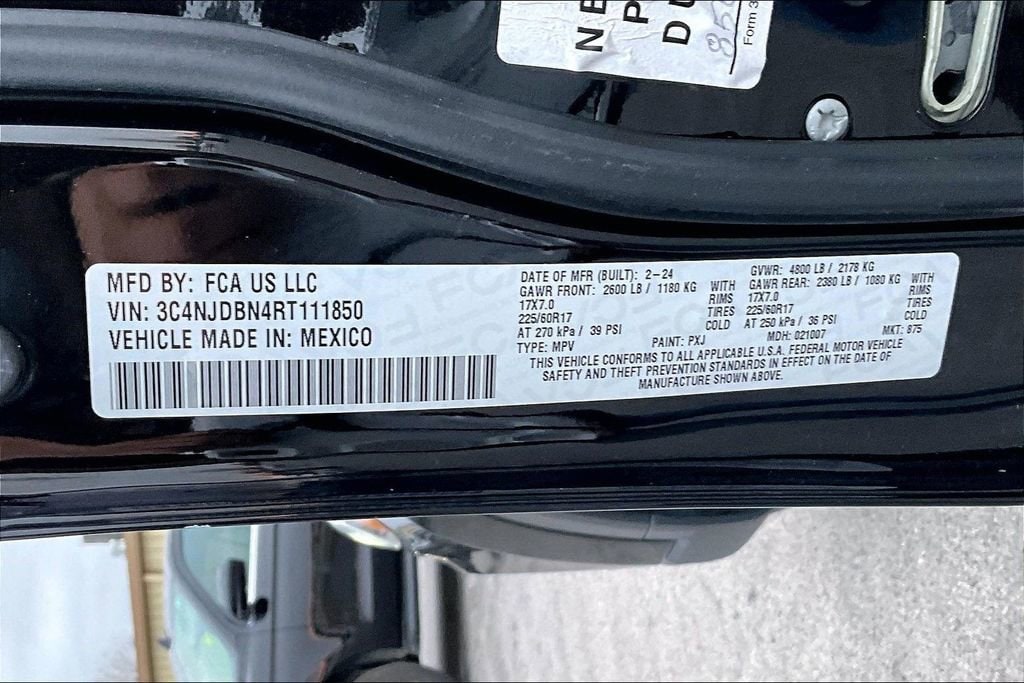 MFD BY: FCA US LLC
VIN: 3C4NJDBN4RT111850
VEHICLE MADE IN: MEXICO
DATE OF MFR (BUILT): 2-24
GAWR FRONT: 2600 LB / 1180 KG WITH
17X7.0 RIMS
225/60R17 TIRES
AT 270 kPa / 39 PSI COLD
TYPE: MPV
PAINT: PXJ
GVWR: 4800 LB / 2178 KG
GAWR REAR: 2380 LB / 1080 KG WITH
17X7.0 RIMS
225/60R17 TIRES
AT 250 kPa / 36 PSI COLD
MDH: 021007
MKT: 875
THIS VEHICLE CONFORMS TO ALL APPLICABLE U.S.A. FEDERAL MOTOR VEHICLE
SAFETY AND THEFT PREVENTION STANDARDS IN EFFECT ON THE DATE OF
MANUFACTURE SHOWN ABOVE.
NE
P
DU
Form 3